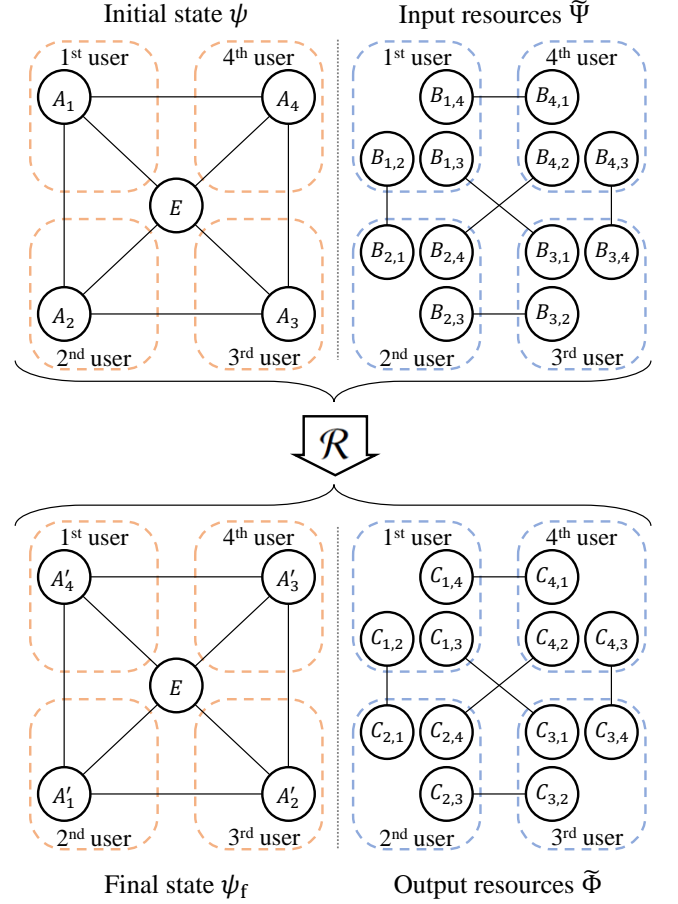 Initial state ψ
Input resources Ψ̃
1st user
4th user
A1
A4
E
A2
A3
2nd user
3rd user
1st user
4th user
B1,4
B4,1
B1,2
B1,3
B4,2
B4,3
B2,1
B2,4
B3,1
B3,4
B2,3
B3,2
2nd user
3rd user
R
1st user
4th user
A′4
A′3
E
A′1
A′2
2nd user
3rd user
1st user
4th user
C1,4
C4,1
C1,2
C1,3
C4,2
C4,3
C2,1
C2,4
C3,1
C3,4
C2,3
C3,2
2nd user
3rd user
Final state ψf
Output resources Φ̃